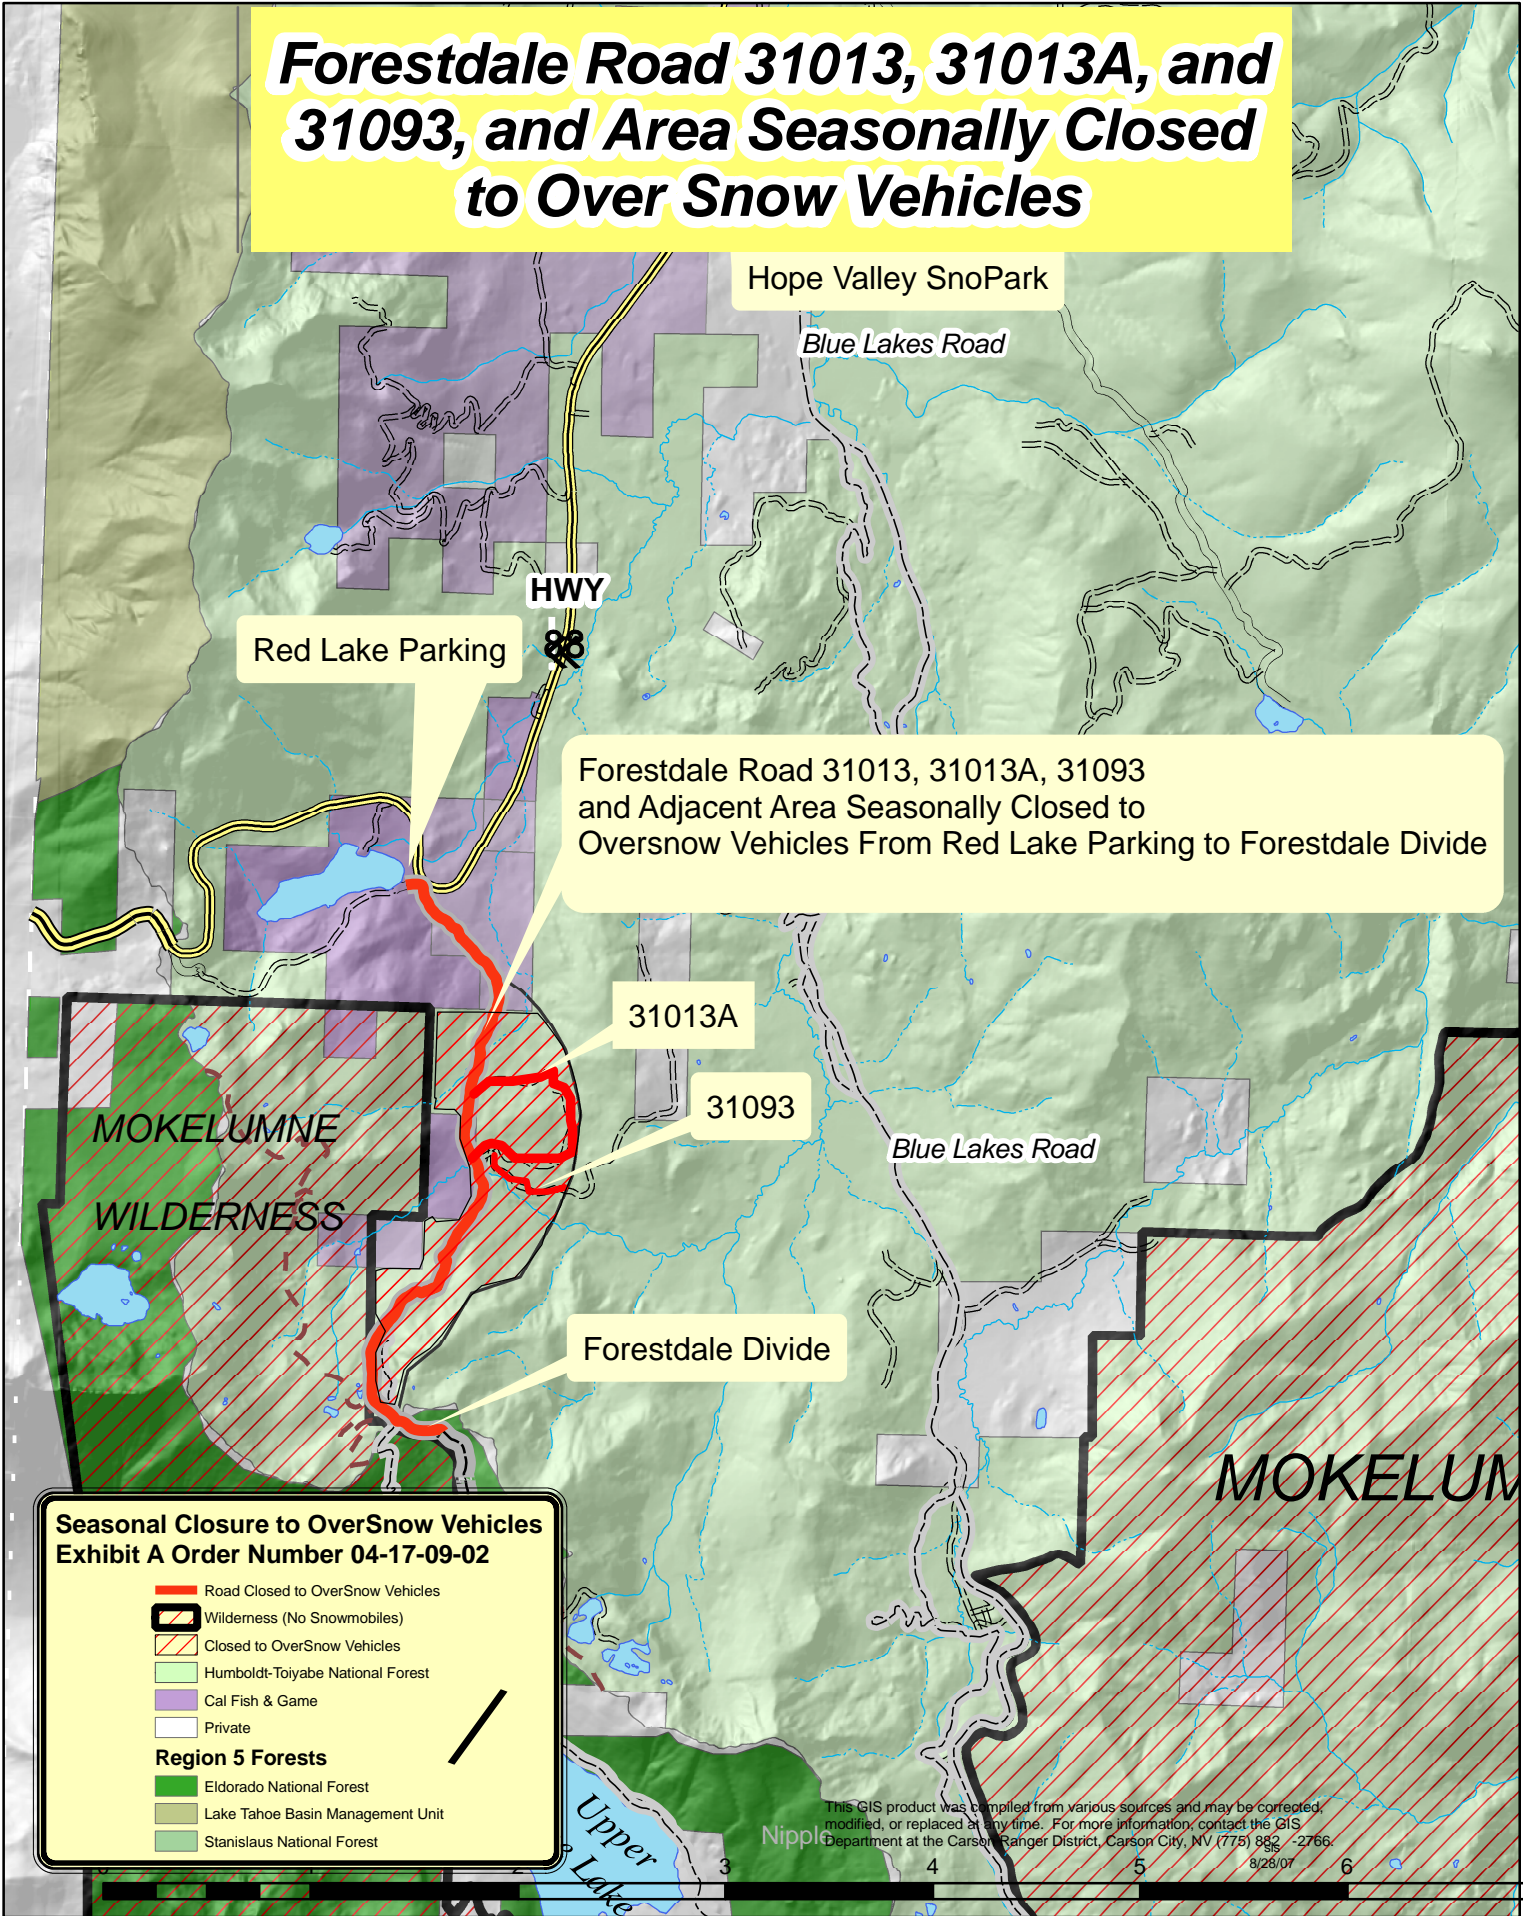 Forestdale Road 31013, 31013A, and
31093, and Area Seasonally Closed
to Over Snow Vehicles
Hope Valley SnoPark
Blue Lakes Road
HWY
88
Red Lake Parking
Forestdale Road 31013, 31013A, 31093
and Adjacent Area Seasonally Closed to
Oversnow Vehicles From Red Lake Parking to Forestdale Divide
31013A
31093
MOKELUMNE
WILDERNESS
Blue Lakes Road
Forestdale Divide
MOKELUM
Seasonal Closure to OverSnow Vehicles
Exhibit A Order Number 04-17-09-02
Road Closed to OverSnow Vehicles
Wilderness (No Snowmobiles)
Closed to OverSnow Vehicles
Humboldt-Toiyabe National Forest
Cal Fish & Game
Private
Region 5 Forests
Eldorado National Forest
Lake Tahoe Basin Management Unit
Stanislaus National Forest
Upper
e Lake
Nipple
This GIS product was compiled from various sources and may be corrected,
modified, or replaced at any time. For more information, contact the GIS
Department at the Carson Ranger District, Carson City, NV (775) 882 -2766.
sis
8/28/07
3 4 5 6